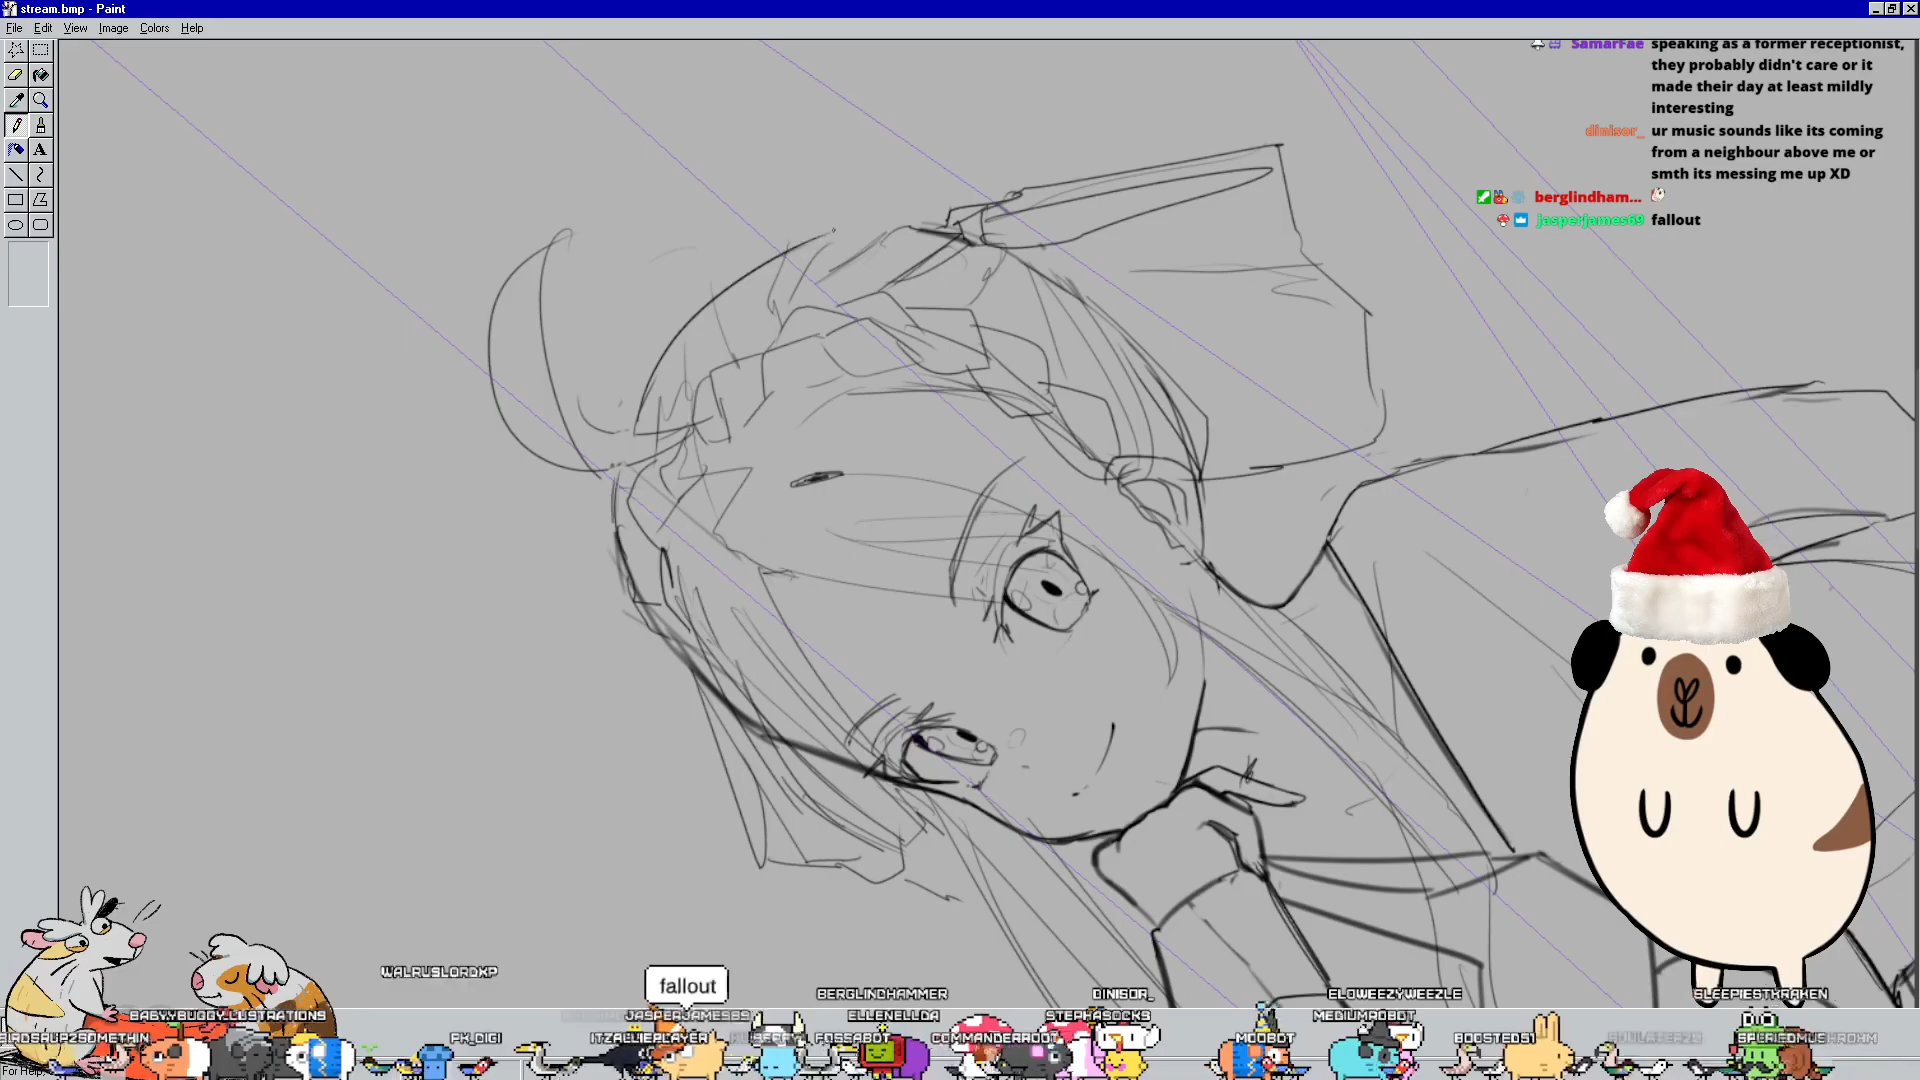 stream.bmp - Paint
File Edit View Image Colors Help
SamarFae speaking as a former receptionist,
they probably didn't care or it
made their day at least mildly
interesting
dinisor_ ur music sounds like its coming
from a neighbour above me or
smth its messing me up XD
berglindham...
jasperjames69 fallout
fallout
WALRUSLORDXP
BERGLINDHAMMER
DINISOR_
ELOWEEZYWEEZLE
SLEEPIESTKRAKEN
BABYYBUGGYLLUSTRATIONS
JASPERJAMES69
ELLENELLDA
STEPHASOCKS
MEDIUMROBOT
PK_DIGI
ITZALLIEPLAYER
FOSSABOT
COMMANDERROOT
MOOBOT
BOOSTED51
For Help,